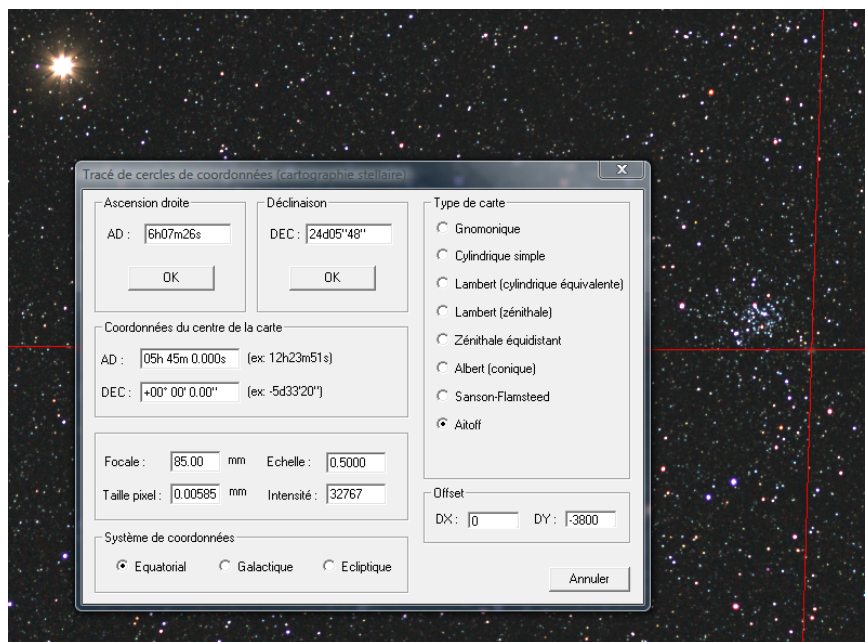 Tracé de cercles de coordonnées (cartographie stellaire)
Ascension droite
AD : 6h07m26s
OK
Déclinaison
DEC : 24d05''48''
OK
Coordonnées du centre de la carte
AD : 05h 45m 0.000s (ex: 12h23m51s)
DEC : +00° 00' 0.00'' (ex: -5d33'20'')
Focale : 85.00 mm Echelle : 0.5000
Taille pixel : 0.00585 mm Intensité : 32767
Système de coordonnées
Equatorial Galactique Ecliptique
Type de carte
Gnomonique
Cylindrique simple
Lambert (cylindrique équivalente)
Lambert (zénithale)
Zénithale équidistant
Albert (conique)
Sanson-Flamsteed
Aitoff
Offset
DX : 0 DY : -3800
Annuler